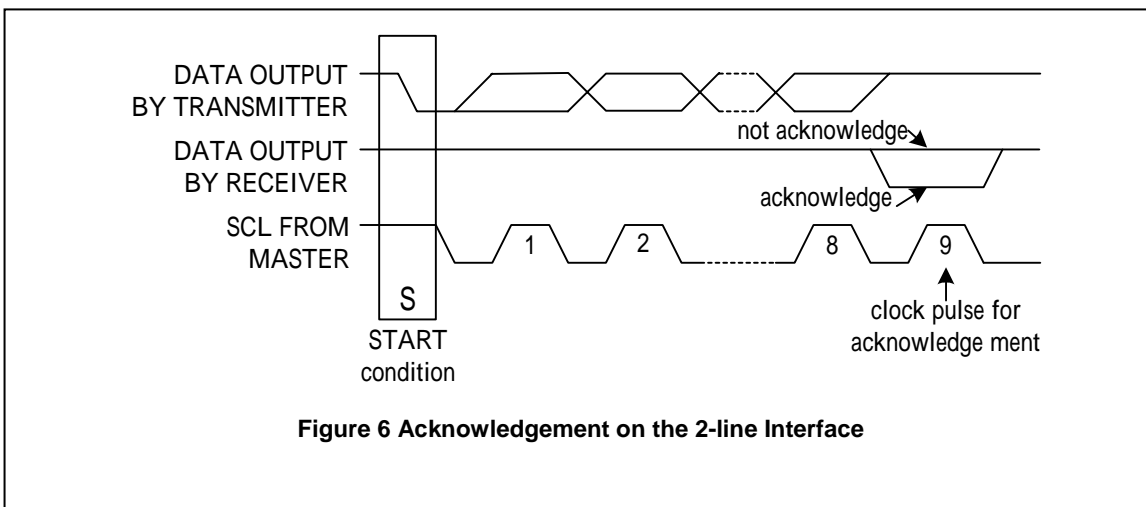 DATA OUTPUT
BY TRANSMITTER
not acknowledge
DATA OUTPUT
BY RECEIVER
acknowledge
SCL FROM
MASTER
1
2
8
9
S
START
condition
clock pulse for
acknowledge ment
Figure 6 Acknowledgement on the 2-line Interface